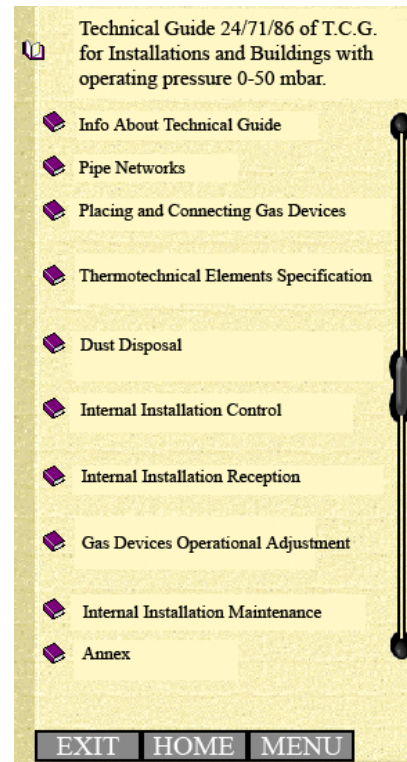 Technical Guide 24/71/86 of T.C.G.
for Installations and Buildings with
operating pressure 0-50 mbar.
Info About Technical Guide
Pipe Networks
Placing and Connecting Gas Devices
Thermotechnical Elements Specification
Dust Disposal
Internal Installation Control
Internal Installation Reception
Gas Devices Operational Adjustment
Internal Installation Maintenance
Annex
EXIT HOME MENU